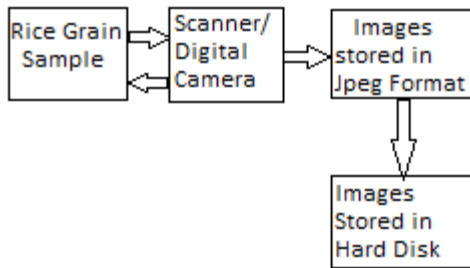 Rice Grain
Sample
Scanner/
Digital
Camera
Images
stored in
Jpeg Format
Images
Stored in
Hard Disk